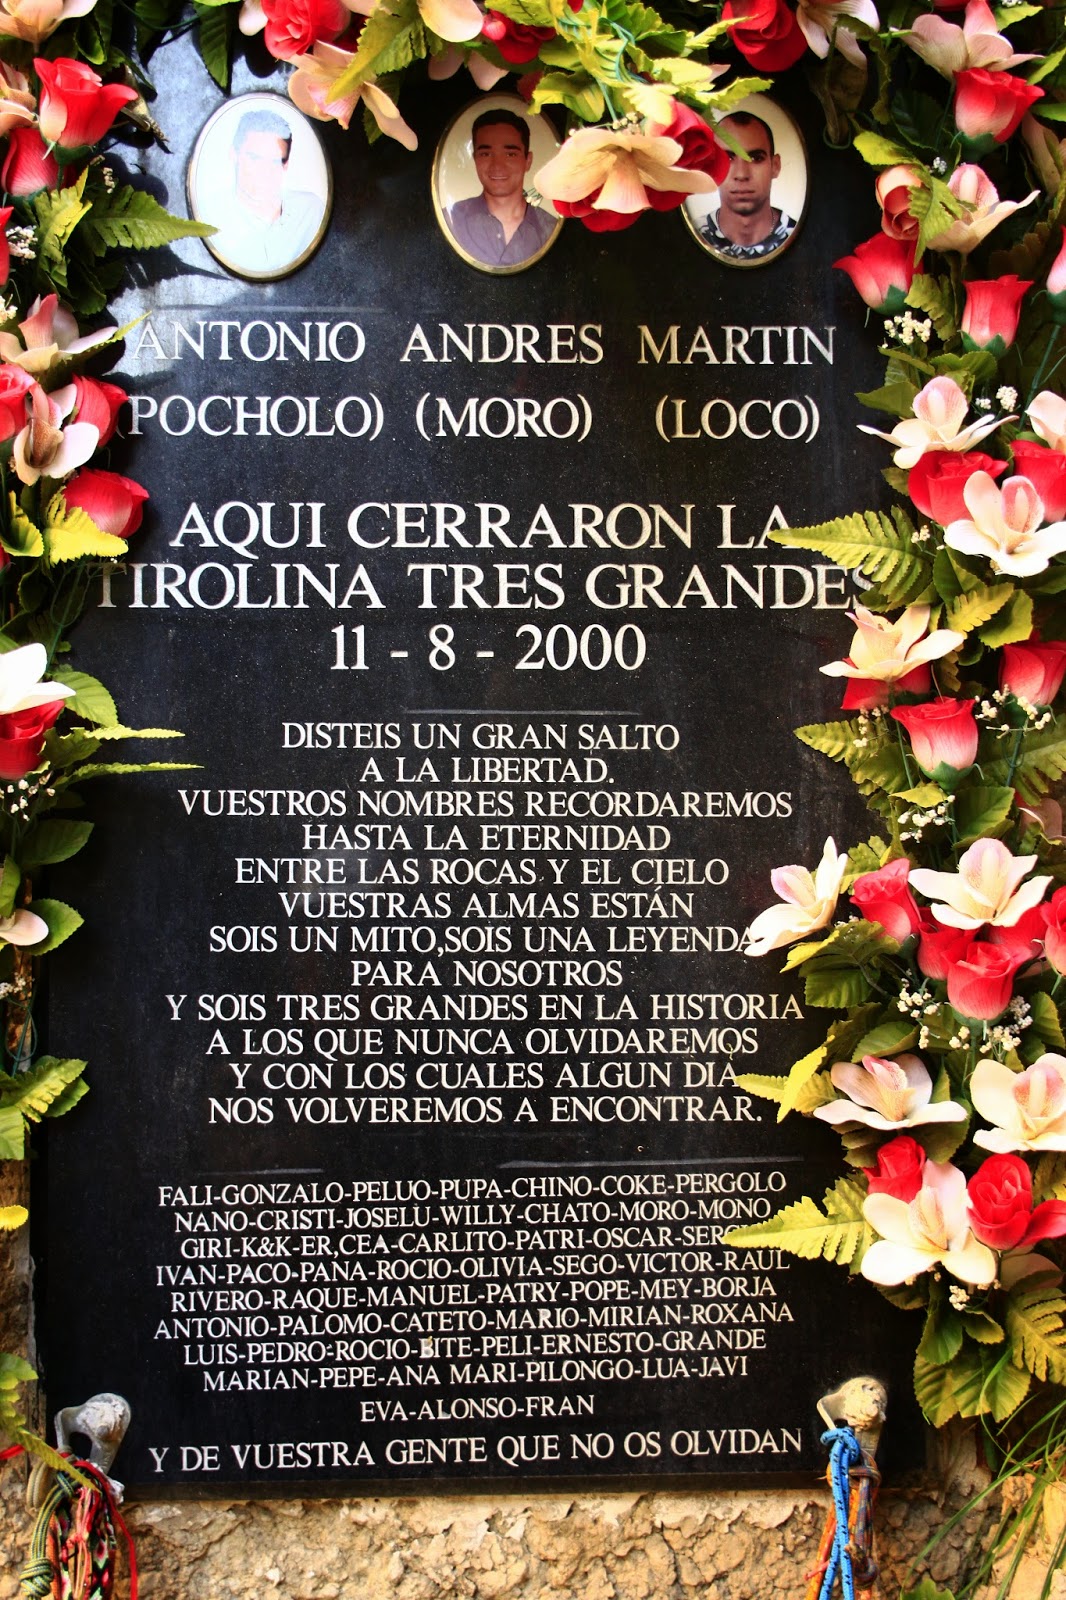 ANTONIO ANDRES MARTIN
(POCHOLO) (MORO) (LOCO)
AQUI CERRARON LA
TIROLINA TRES GRANDES
11 - 8 - 2000
DISTEIS UN GRAN SALTO
A LA LIBERTAD.
VUESTROS NOMBRES RECORDAREMOS
HASTA LA ETERNIDAD
ENTRE LAS ROCAS Y EL CIELO
VUESTRAS ALMAS ESTÁN
SOIS UN MITO,SOIS UNA LEYENDA
PARA NOSOTROS
Y SOIS TRES GRANDES EN LA HISTORIA
A LOS QUE NUNCA OLVIDAREMOS
Y CON LOS CUALES ALGUN DIA
NOS VOLVEREMOS A ENCONTRAR.
FALI-GONZALO-PELUO-PUPA-CHINO-COKE-PERGOLO
NANO-CRISTI-JOSELÙ-WILLY-CHATO-MORO-MONO
GIRI-K&K-ER,CEA-CARLITO-PATRI-OSCAR-
IVAN-PACO-PANA-ROCIO-OLIVIA-SEGO-VICTOR-RAUL
RIVERO-RAQUE-MANUEL-PATRY-POPE-MEY-BORJA
ANTONIO-PALOMO-CATETO-MARIO-MIRIAN-ROXANA
LUIS-PEDRO-ROCIO-BITE-PELI-ERNESTO-GRANDE
MARIAN-PEPE-ANA MARI-PILONGO-LUA-JAVI
EVA-ALONSO-FRAN
Y DE VUESTRA GENTE QUE NO OS OLVIDAN